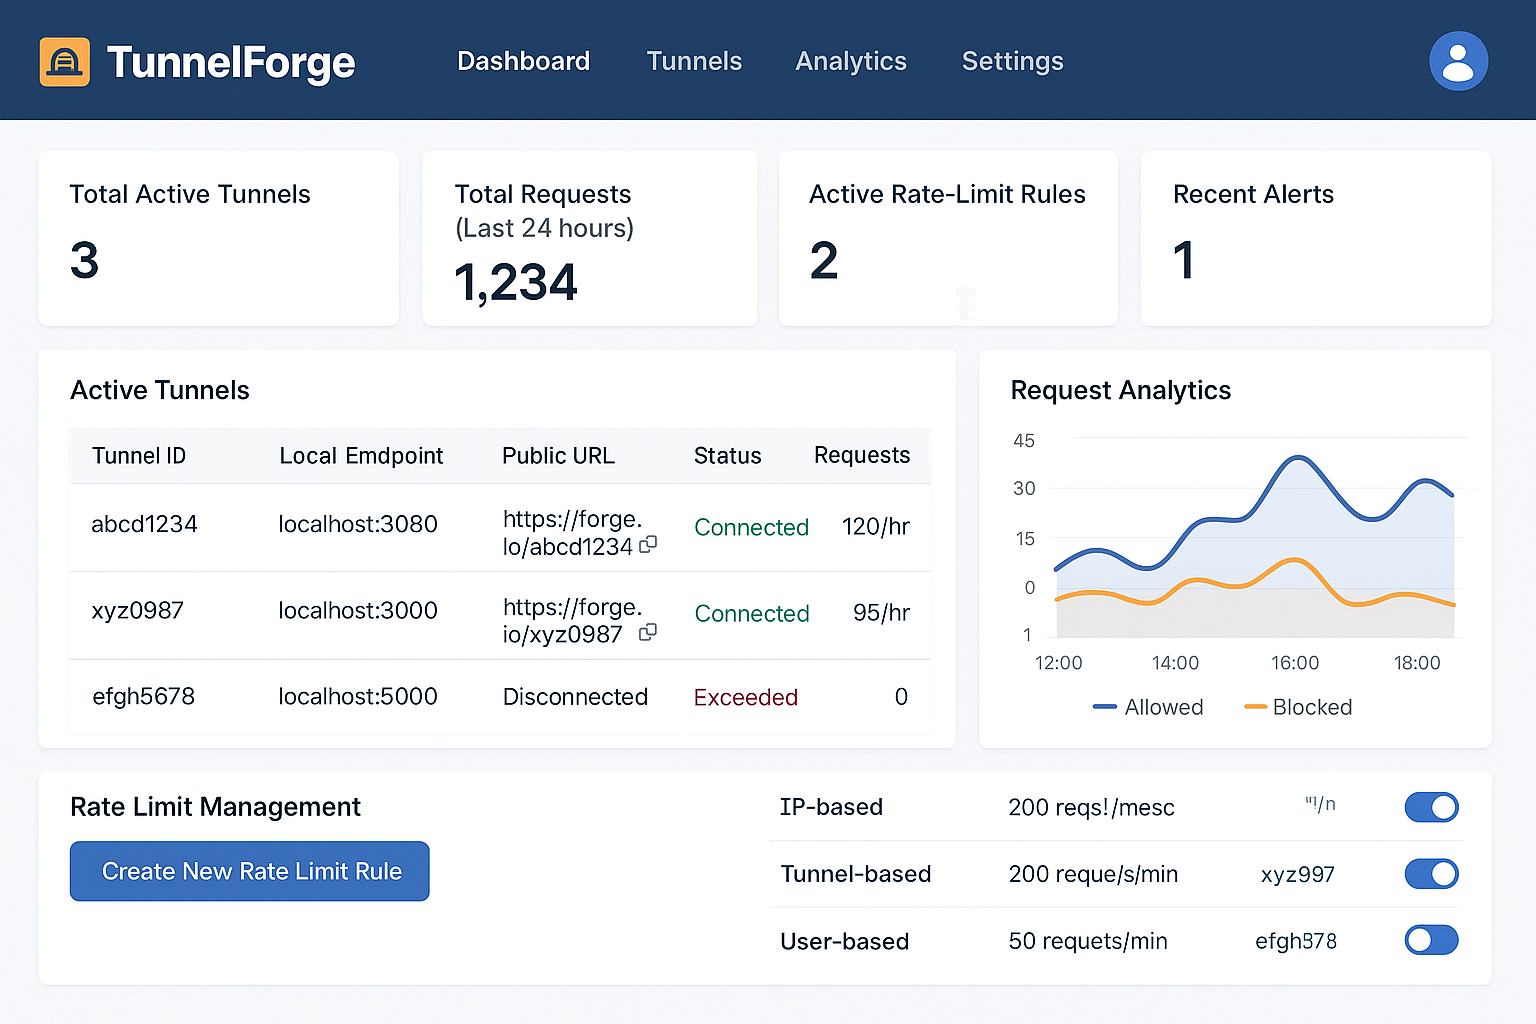 TunnelForge
Dashboard
Tunnels
Analytics
Settings
Total Active Tunnels
3
Total Requests
(Last 24 hours)
1,234
Active Rate-Limit Rules
2
Recent Alerts
1
Active Tunnels
Tunnel ID Local Emdpoint Public URL Status Requests
abcd1234 localhost:3080 https://forge. Connected 120/hr
lo/abcd1234
xyz0987 localhost:3000 https://forge. Connected 95/hr
io/xyz0987
efgh5678 localhost:5000 Disconnected Exceeded 0
Request Analytics
45
30
15
0
1
12:00 14:00 16:00 18:00
Allowed Blocked
Rate Limit Management
Create New Rate Limit Rule
IP-based 200 reqs!/mesc
Tunnel-based 200 reque/s/min xyz997
User-based 50 requets/min